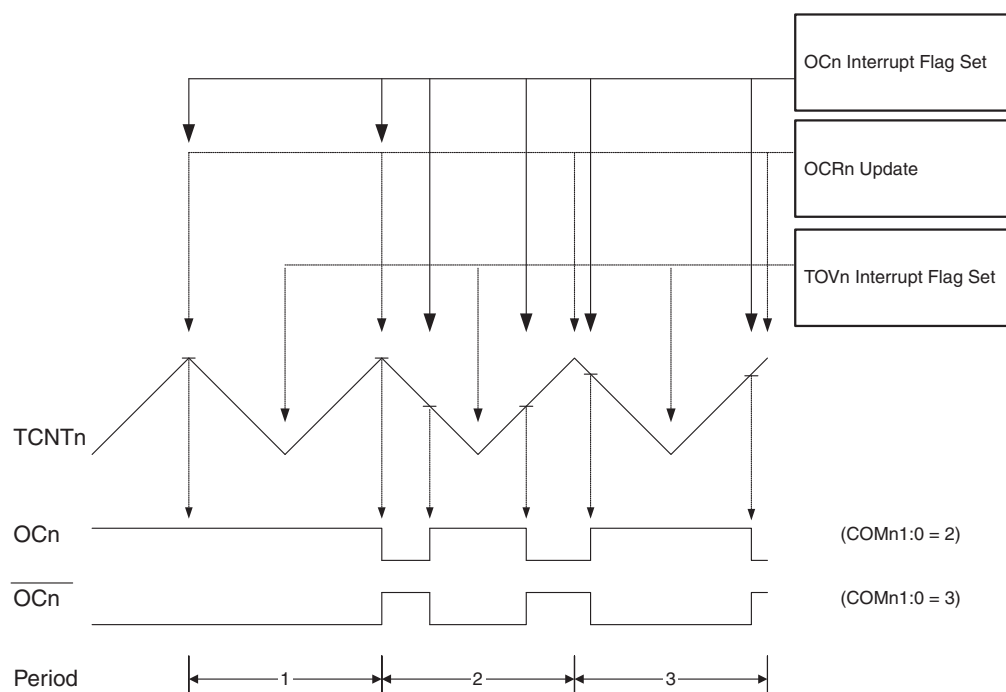 OCn Interrupt Flag Set
OCRn Update
TOVn Interrupt Flag Set
TCNTn
OCn (COMn1:0 = 2)
OCn (COMn1:0 = 3)
Period 1 2 3